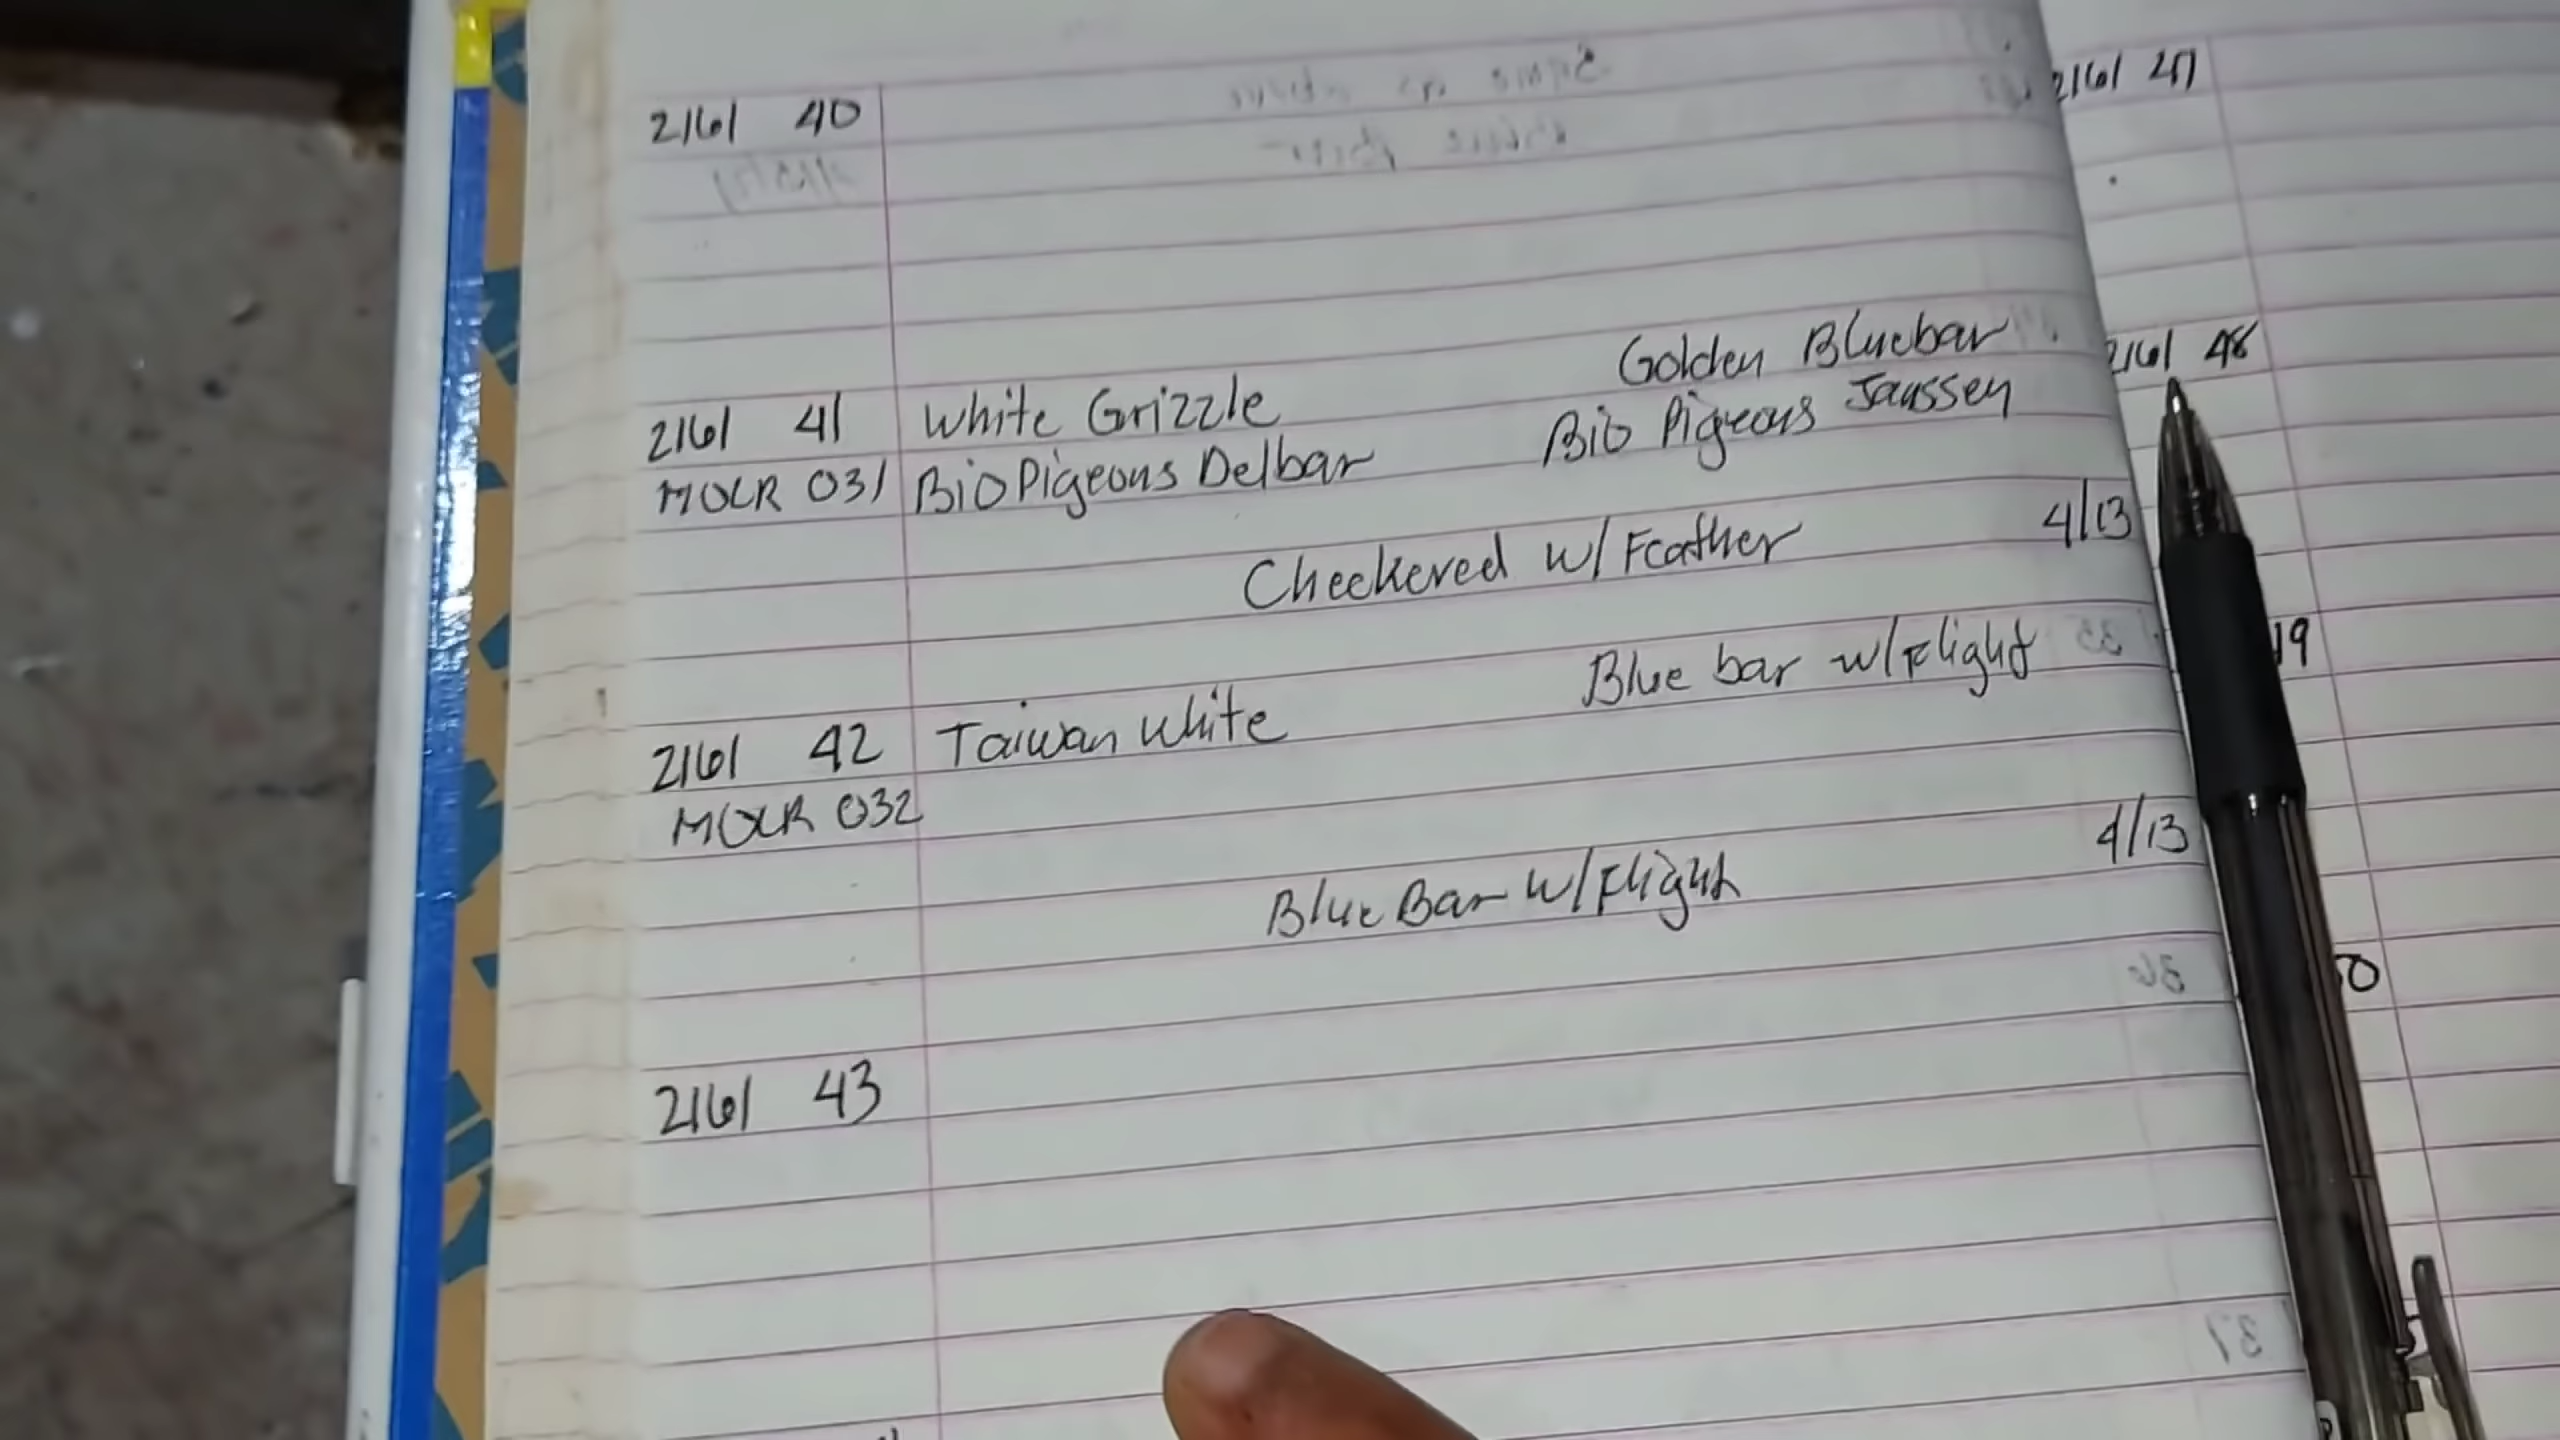 2161 40
2161 41 White Grizzle Golden Bluebar
MOLR 031 BioPigeons Delbar Bio Pigeons Janssen
Checkered w/ Feather 4/13
2161 42 Taiwan White Blue bar w/Flight
MOLR 032
Blue Bar w/Flight 4/13
2161 43
2161 47
2161 48